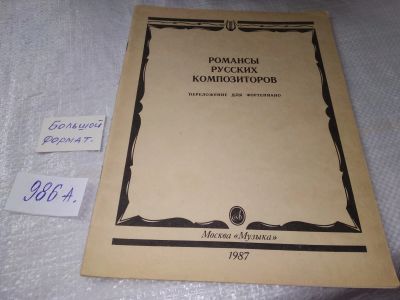 РОМАНСЫ
РУССКИХ
КОМПОЗИТОРОВ
ПЕРЕЛОЖЕНИЕ ДЛЯ ФОРТЕПИАНО
Москва «Музыка»
1987
Большой
формат.
986 А.